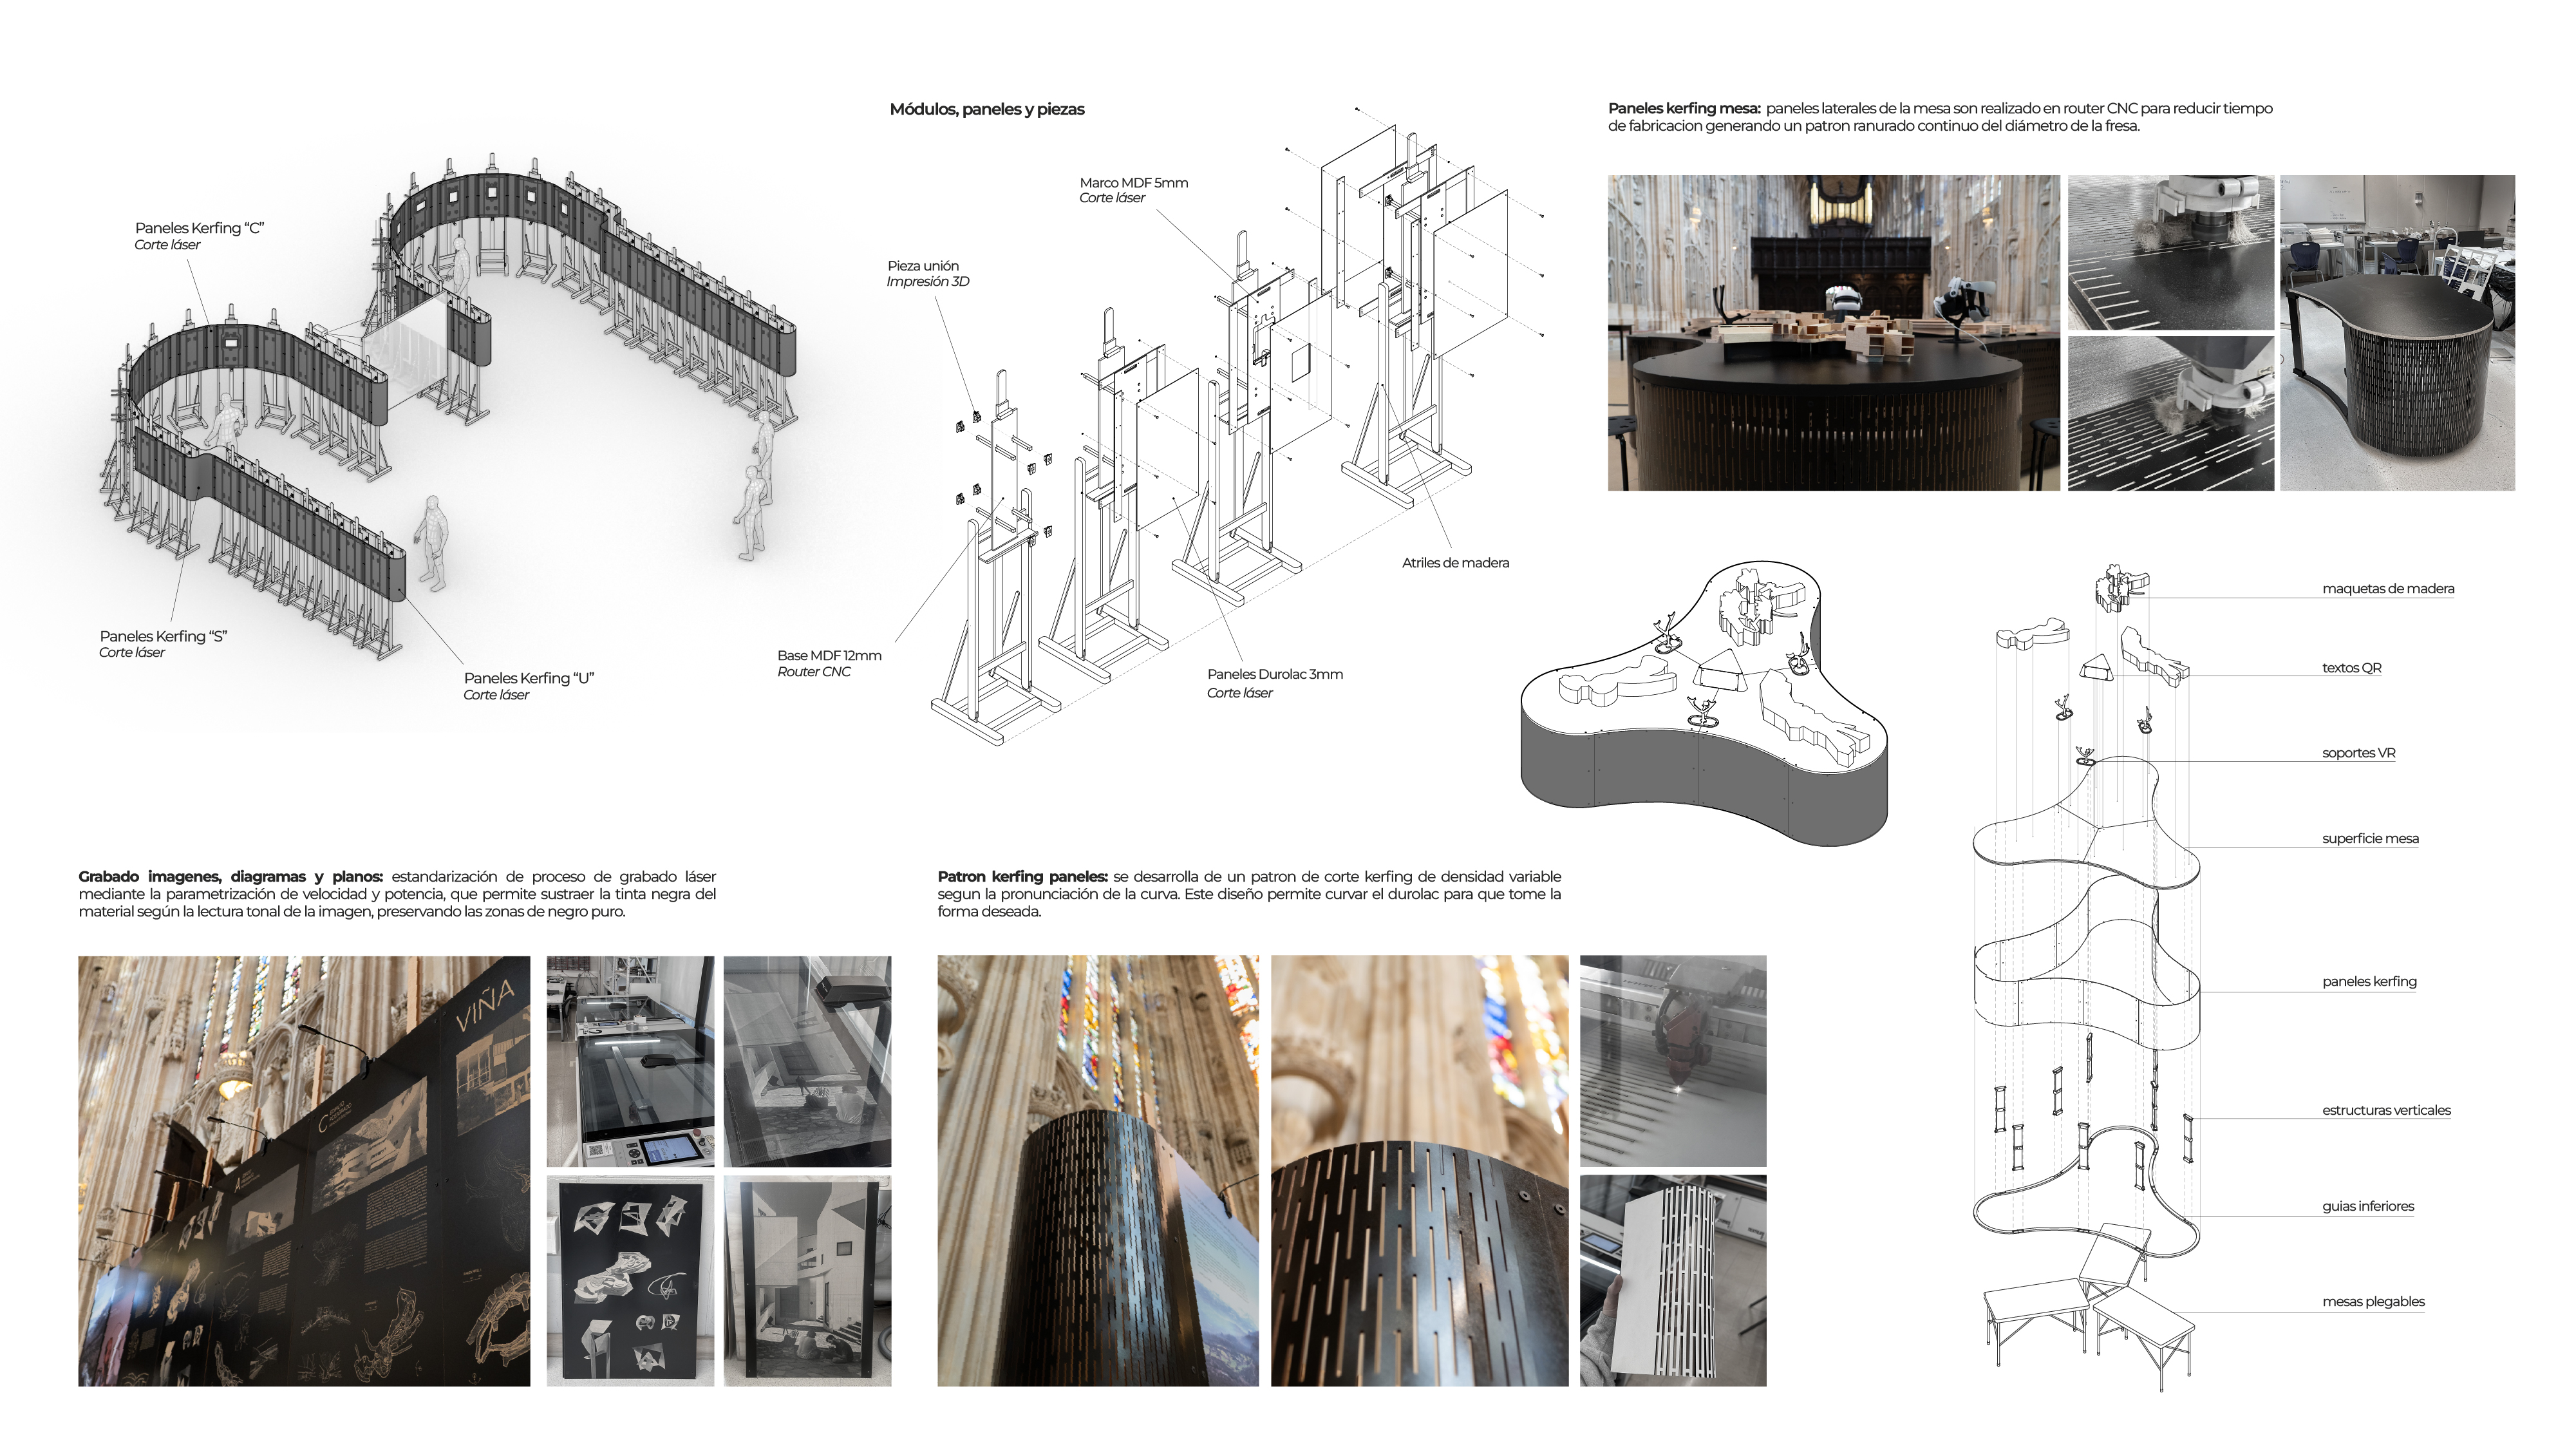 Módulos, paneles y piezas
Paneles Kerfing “C”
Corte láser
Paneles Kerfing “S”
Corte láser
Paneles Kerfing “U”
Corte láser
Marco MDF 5mm
Corte láser
Pieza unión
Impresión 3D
Base MDF 12mm
Router CNC
Paneles Durolac 3mm
Corte láser
Atriles de madera
Paneles kerfing mesa: paneles laterales de la mesa son realizado en router CNC para reducir tiempo
de fabricacion generando un patron ranurado continuo del diámetro de la fresa.
maquetas de madera
textos QR
soportes VR
superficie mesa
paneles kerfing
estructuras verticales
guias inferiores
mesas plegables
Grabado imagenes, diagramas y planos: estandarización de proceso de grabado láser
mediante la parametrización de velocidad y potencia, que permite sustraer la tinta negra del
material según la lectura tonal de la imagen, preservando las zonas de negro puro.
VIÑA
C
A
Patron kerfing paneles: se desarrolla de un patron de corte kerfing de densidad variable
segun la pronunciación de la curva. Este diseño permite curvar el durolac para que tome la
forma deseada.